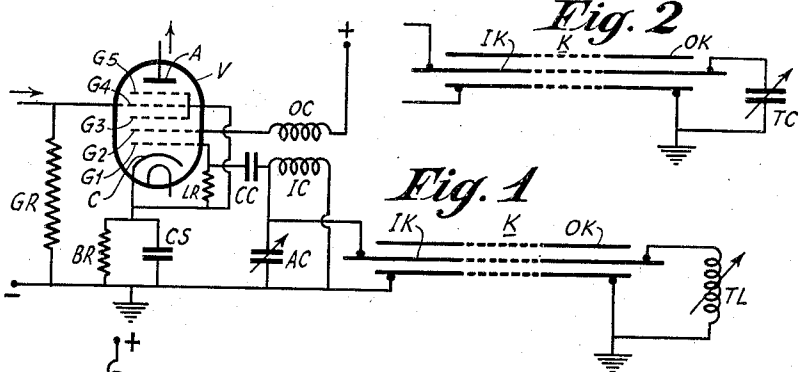 Fig. 2
IK K OK
TC
G5 A V
G4
G3
G2
G1
C
GR
LR
CC
OC
IC
+
BR
CS
AC
−
+
Fig. 1
IK K OK
TL